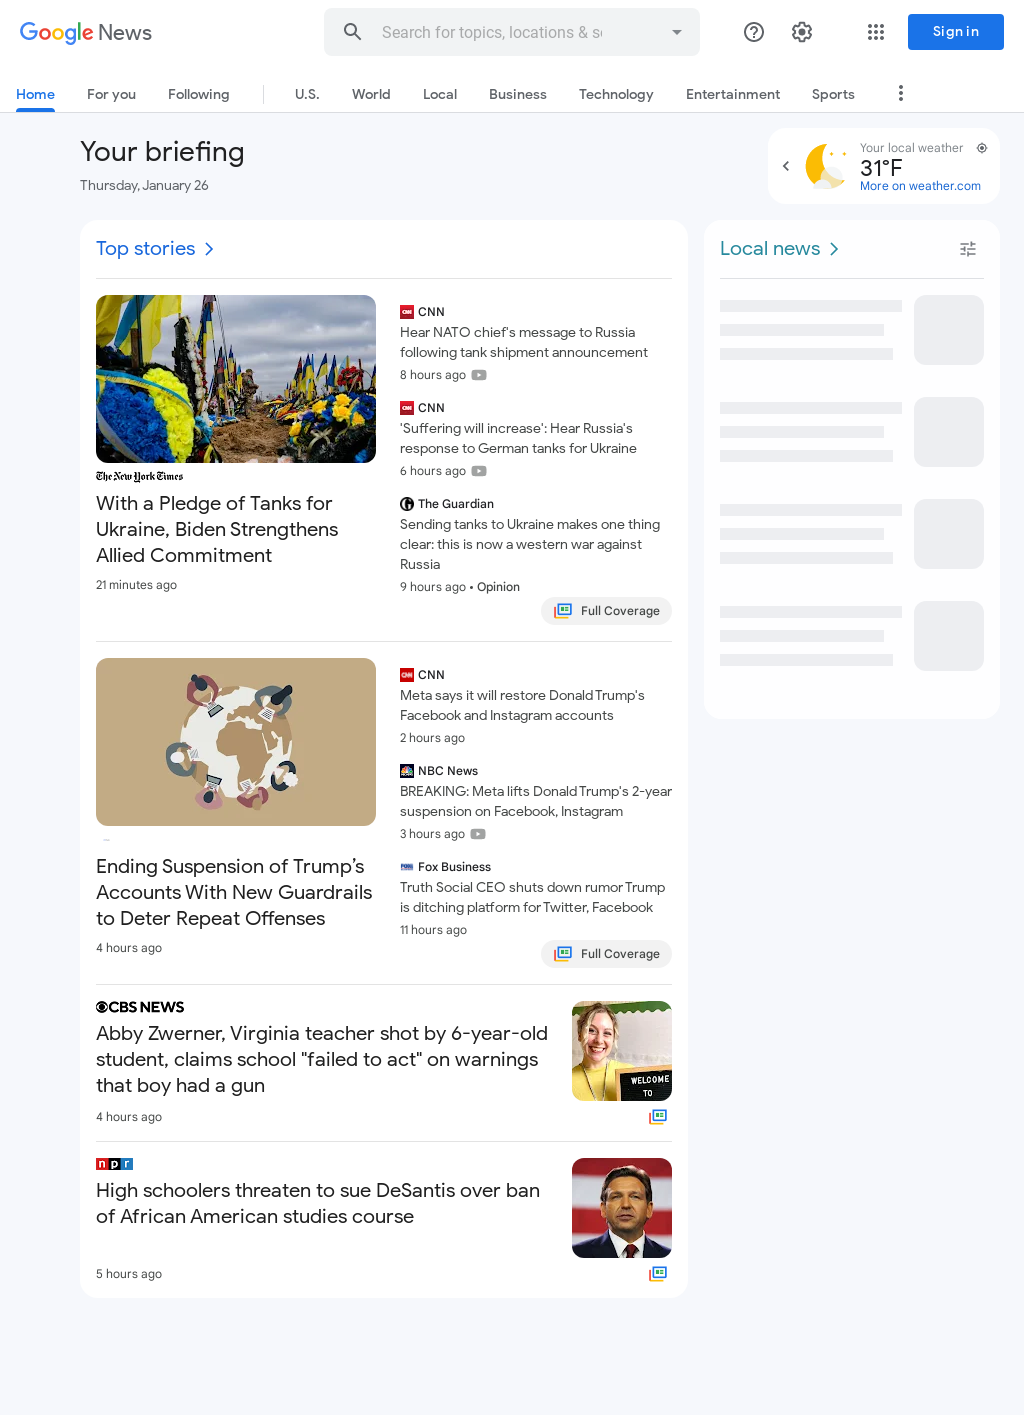 Google News
Search for topics, locations & s
Sign in
Home
For you
Following
U.S.
World
Local
Business
Technology
Entertainment
Sports
Your briefing
Thursday, January 26
Your local weather
31°F
More on weather.com
Top stories
The New York Times
With a Pledge of Tanks for
Ukraine, Biden Strengthens
Allied Commitment
21 minutes ago
CNN
Hear NATO chief's message to Russia
following tank shipment announcement
8 hours ago
CNN
'Suffering will increase': Hear Russia's
response to German tanks for Ukraine
6 hours ago
The Guardian
Sending tanks to Ukraine makes one thing
clear: this is now a western war against
Russia
9 hours ago • Opinion
Full Coverage
Ending Suspension of Trump’s
Accounts With New Guardrails
to Deter Repeat Offenses
4 hours ago
CNN
Meta says it will restore Donald Trump's
Facebook and Instagram accounts
2 hours ago
NBC News
BREAKING: Meta lifts Donald Trump's 2-year
suspension on Facebook, Instagram
3 hours ago
Fox Business
Truth Social CEO shuts down rumor Trump
is ditching platform for Twitter, Facebook
11 hours ago
Full Coverage
CBS NEWS
Abby Zwerner, Virginia teacher shot by 6-year-old
student, claims school "failed to act" on warnings
that boy had a gun
4 hours ago
WELCOME
TO
npr
High schoolers threaten to sue DeSantis over ban
of African American studies course
5 hours ago
Local news